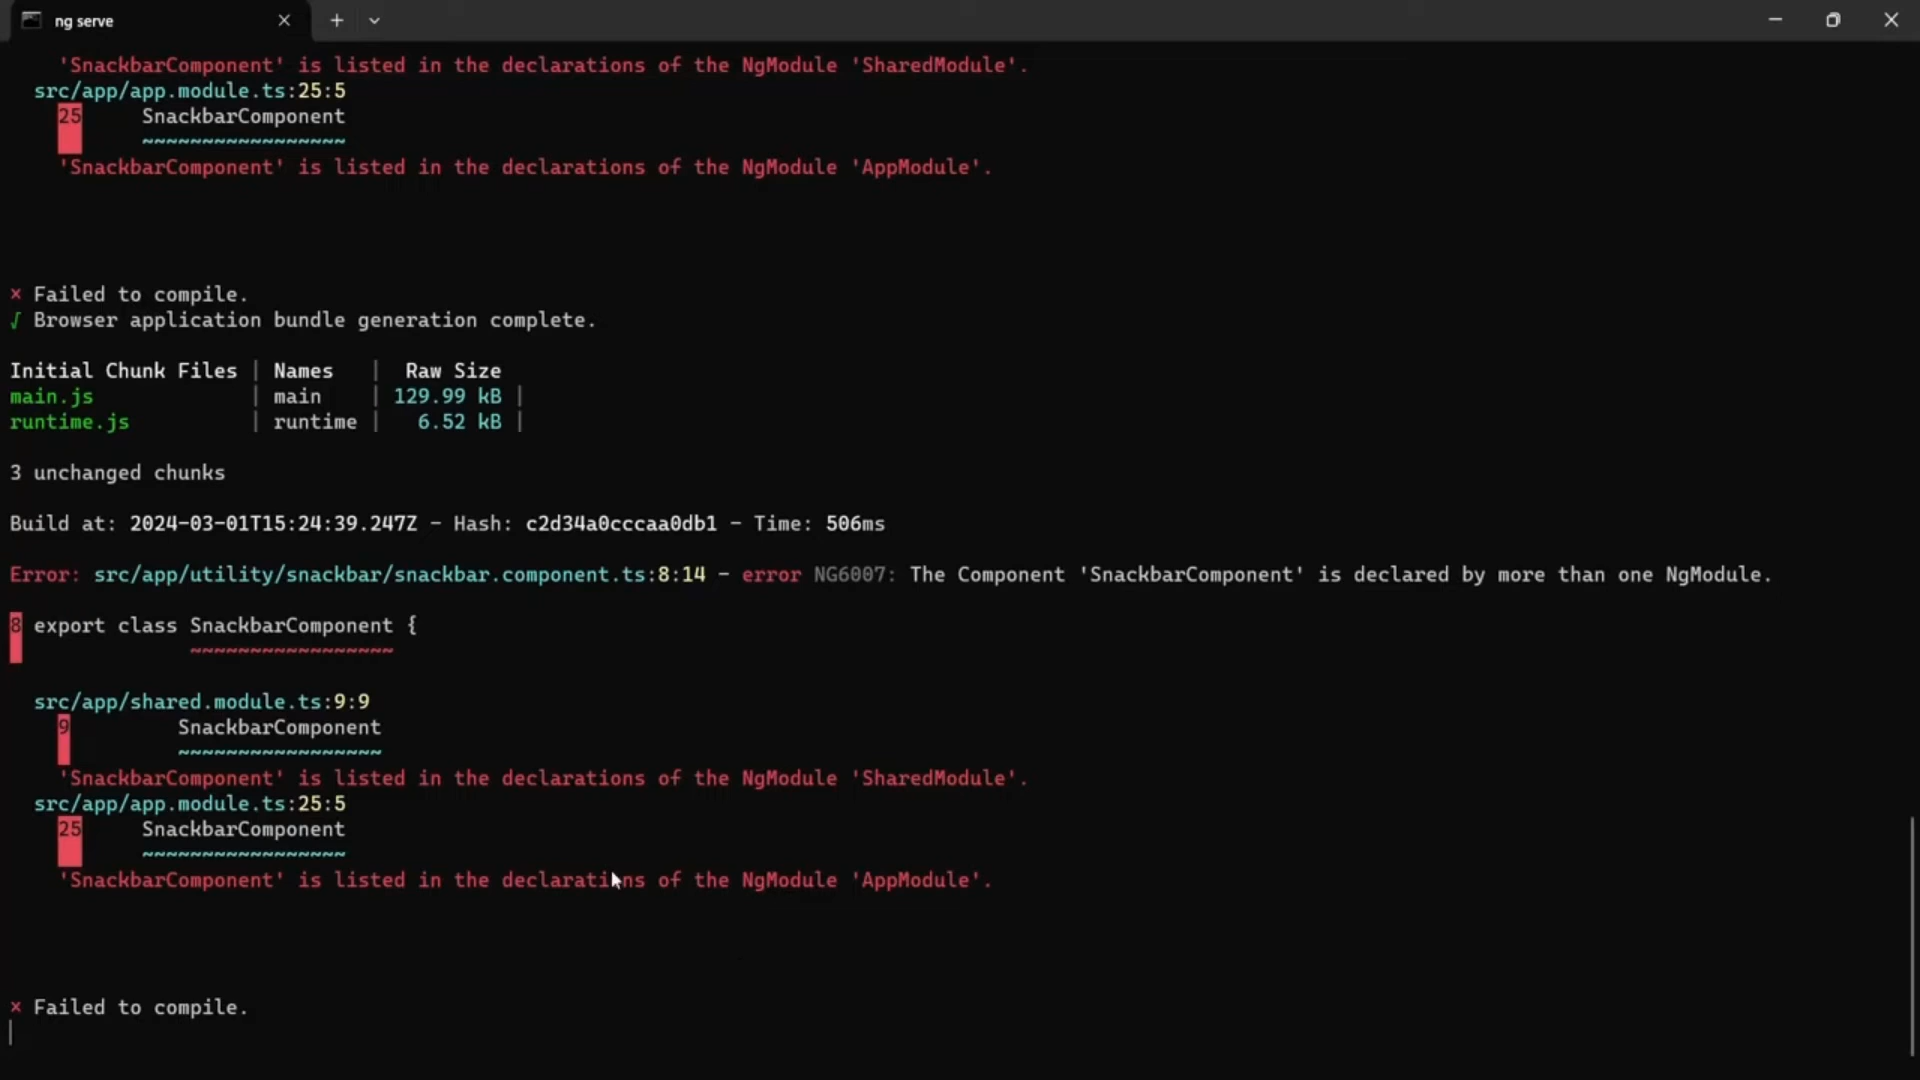 ng serve
'SnackbarComponent' is listed in the declarations of the NgModule 'SharedModule'.
src/app/app.module.ts:25:5
25 SnackbarComponent
~~~~~~~~~~~~~~~~~
'SnackbarComponent' is listed in the declarations of the NgModule 'AppModule'.
× Failed to compile.
√ Browser application bundle generation complete.
Initial Chunk Files | Names | Raw Size
main.js | main | 129.99 kB |
runtime.js | runtime | 6.52 kB |
3 unchanged chunks
Build at: 2024-03-01T15:24:39.247Z - Hash: c2d34a0cccaa0db1 - Time: 506ms
Error: src/app/utility/snackbar/snackbar.component.ts:8:14 - error NG6007: The Component 'SnackbarComponent' is declared by more than one NgModule.
8 export class SnackbarComponent {
~~~~~~~~~~~~~~~~~
src/app/shared.module.ts:9:9
9 SnackbarComponent
~~~~~~~~~~~~~~~~~
'SnackbarComponent' is listed in the declarations of the NgModule 'SharedModule'.
src/app/app.module.ts:25:5
25 SnackbarComponent
~~~~~~~~~~~~~~~~~
'SnackbarComponent' is listed in the declarations of the NgModule 'AppModule'.
× Failed to compile.